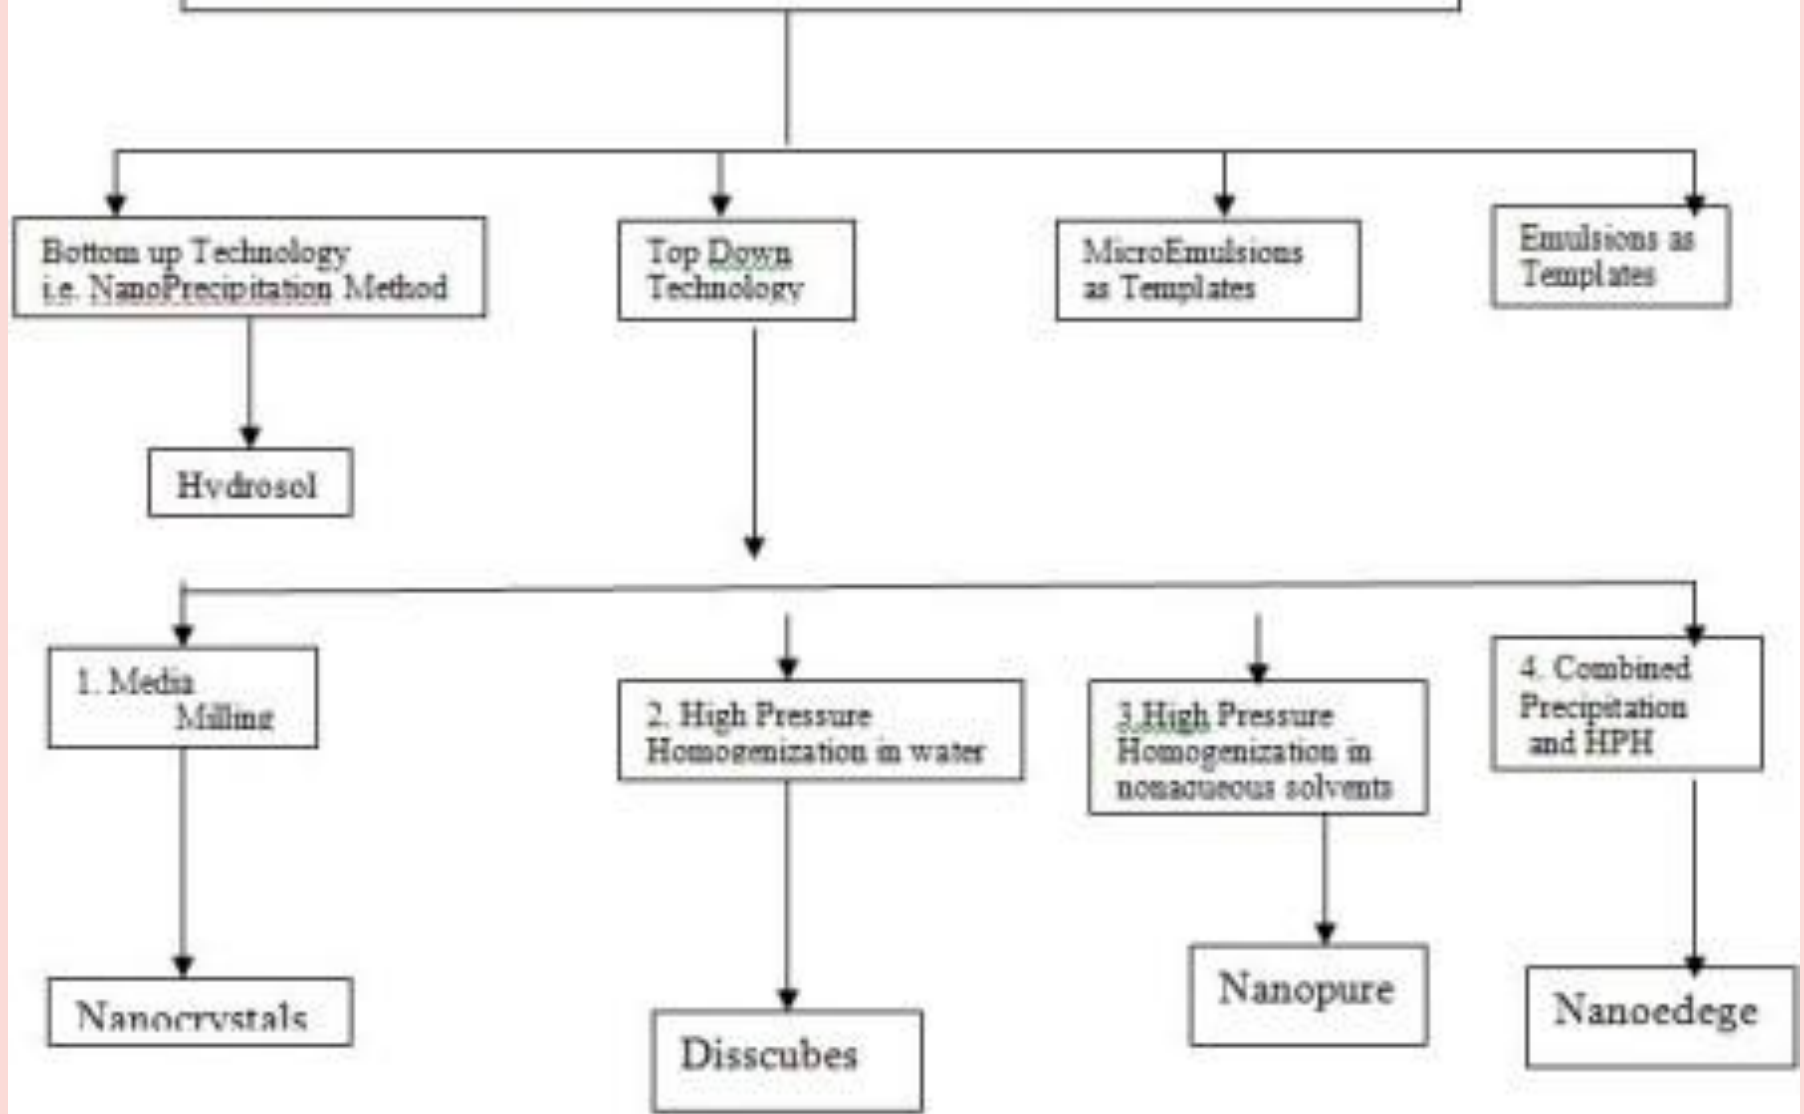 Bottom up Technology
i.e. NanoPrecipitation Method
Top Down
Technology
MicroEmulsions
as Templates
Emulsions as
Templates
Hydrosol
1. Media
Milling
2. High Pressure
Homogenization in water
3.High Pressure
Homogenization in
nonaqueous solvents
4. Combined
Precipitation
and HPH
Nanocrystals
Disscubes
Nanopure
Nanoedege